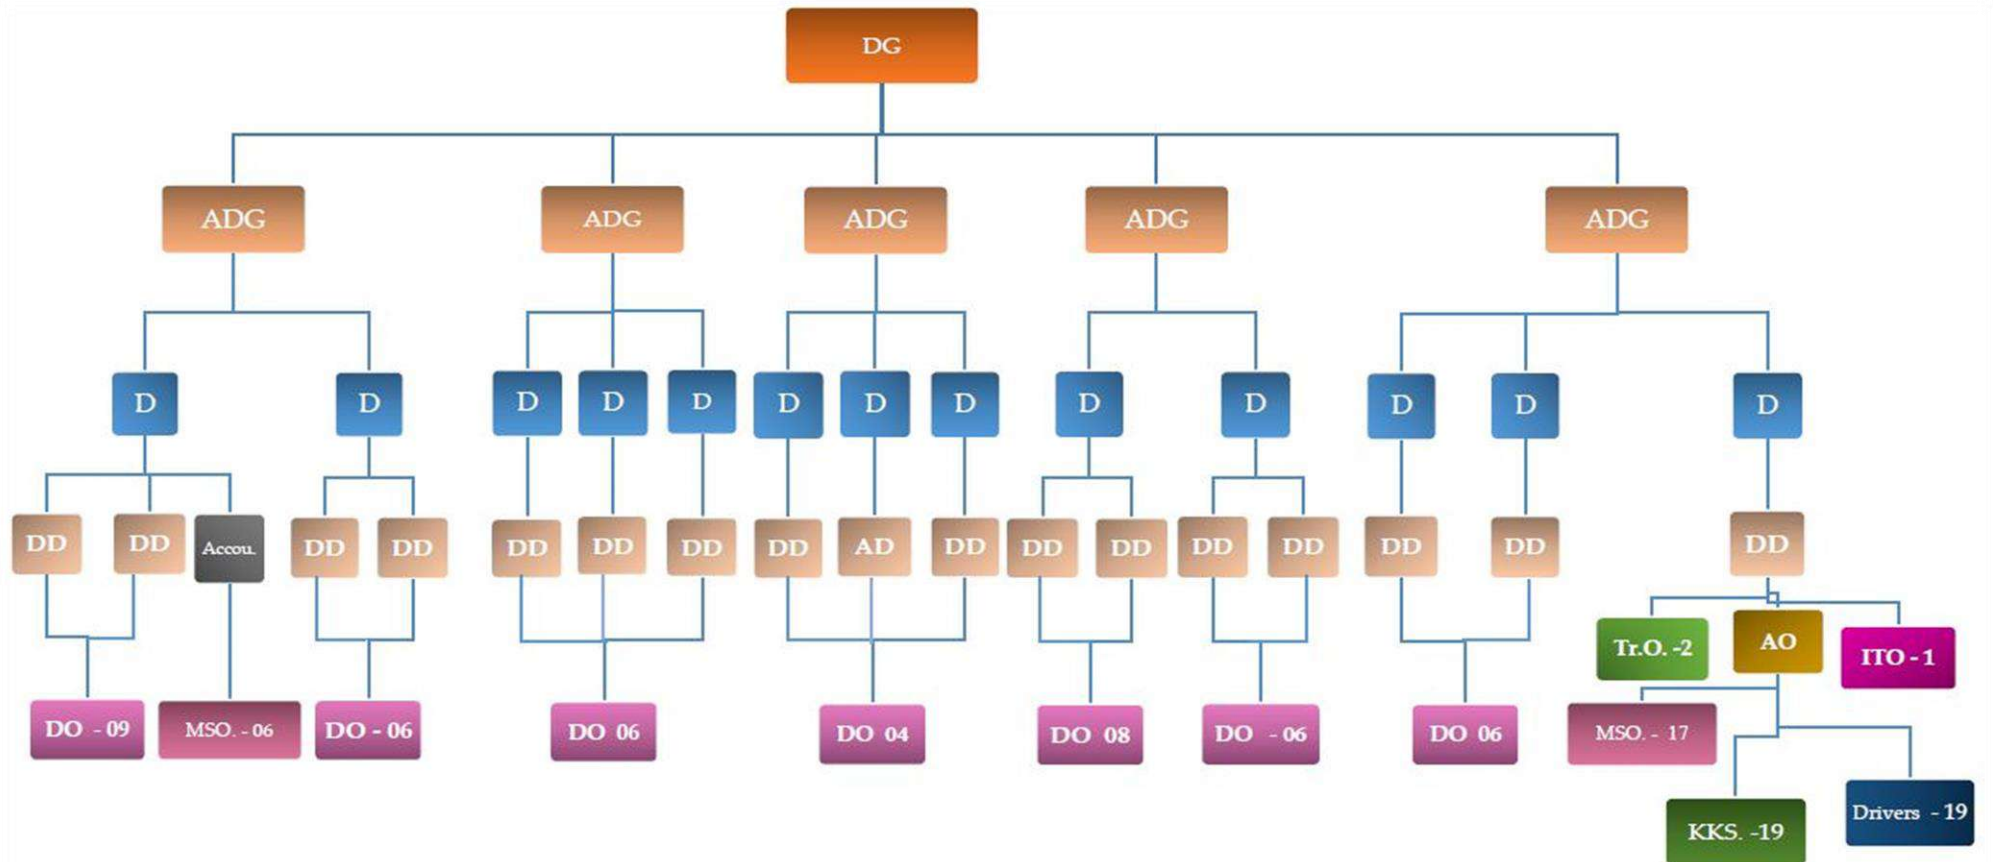 DG
ADG
ADG
ADG
ADG
ADG
D
D
D
D
D
D
D
D
D
D
D
D
D
DD
DD
Accou.
DD
DD
DD
DD
DD
DD
AD
DD
DD
DD
DD
DD
DD
DD
DD
Tr.O. -2
AO
ITO - 1
DO - 09
MSO. - 06
DO - 06
DO 06
DO 04
DO 08
DO - 06
DO 06
MSO. - 17
KKS. -19
Drivers - 19